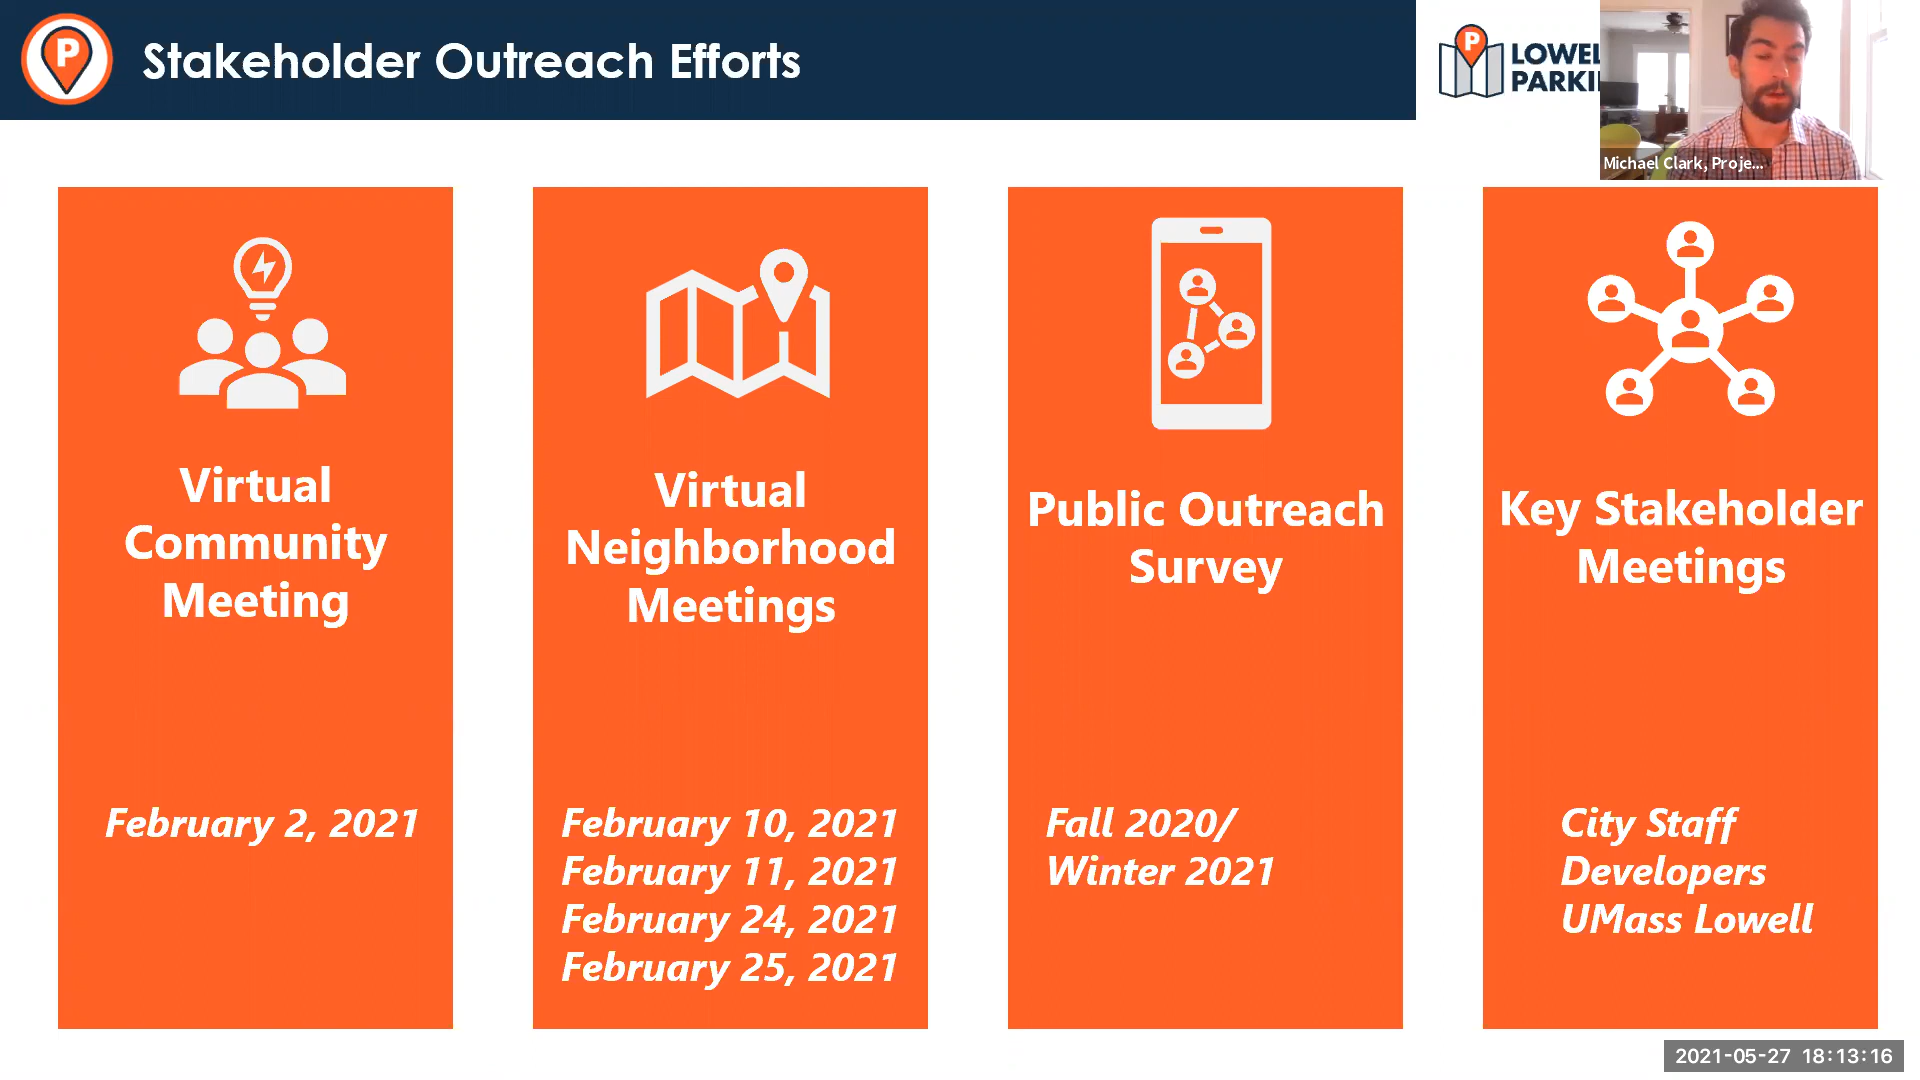 P
Stakeholder Outreach Efforts
P
LOWEL
PARKI
Michael Clark, Proje...
Virtual
Community
Meeting
February 2, 2021
Virtual
Neighborhood
Meetings
February 10, 2021
February 11, 2021
February 24, 2021
February 25, 2021
Public Outreach
Survey
Fall 2020/
Winter 2021
Key Stakeholder
Meetings
City Staff
Developers
UMass Lowell
2021-05-27 18:13:16